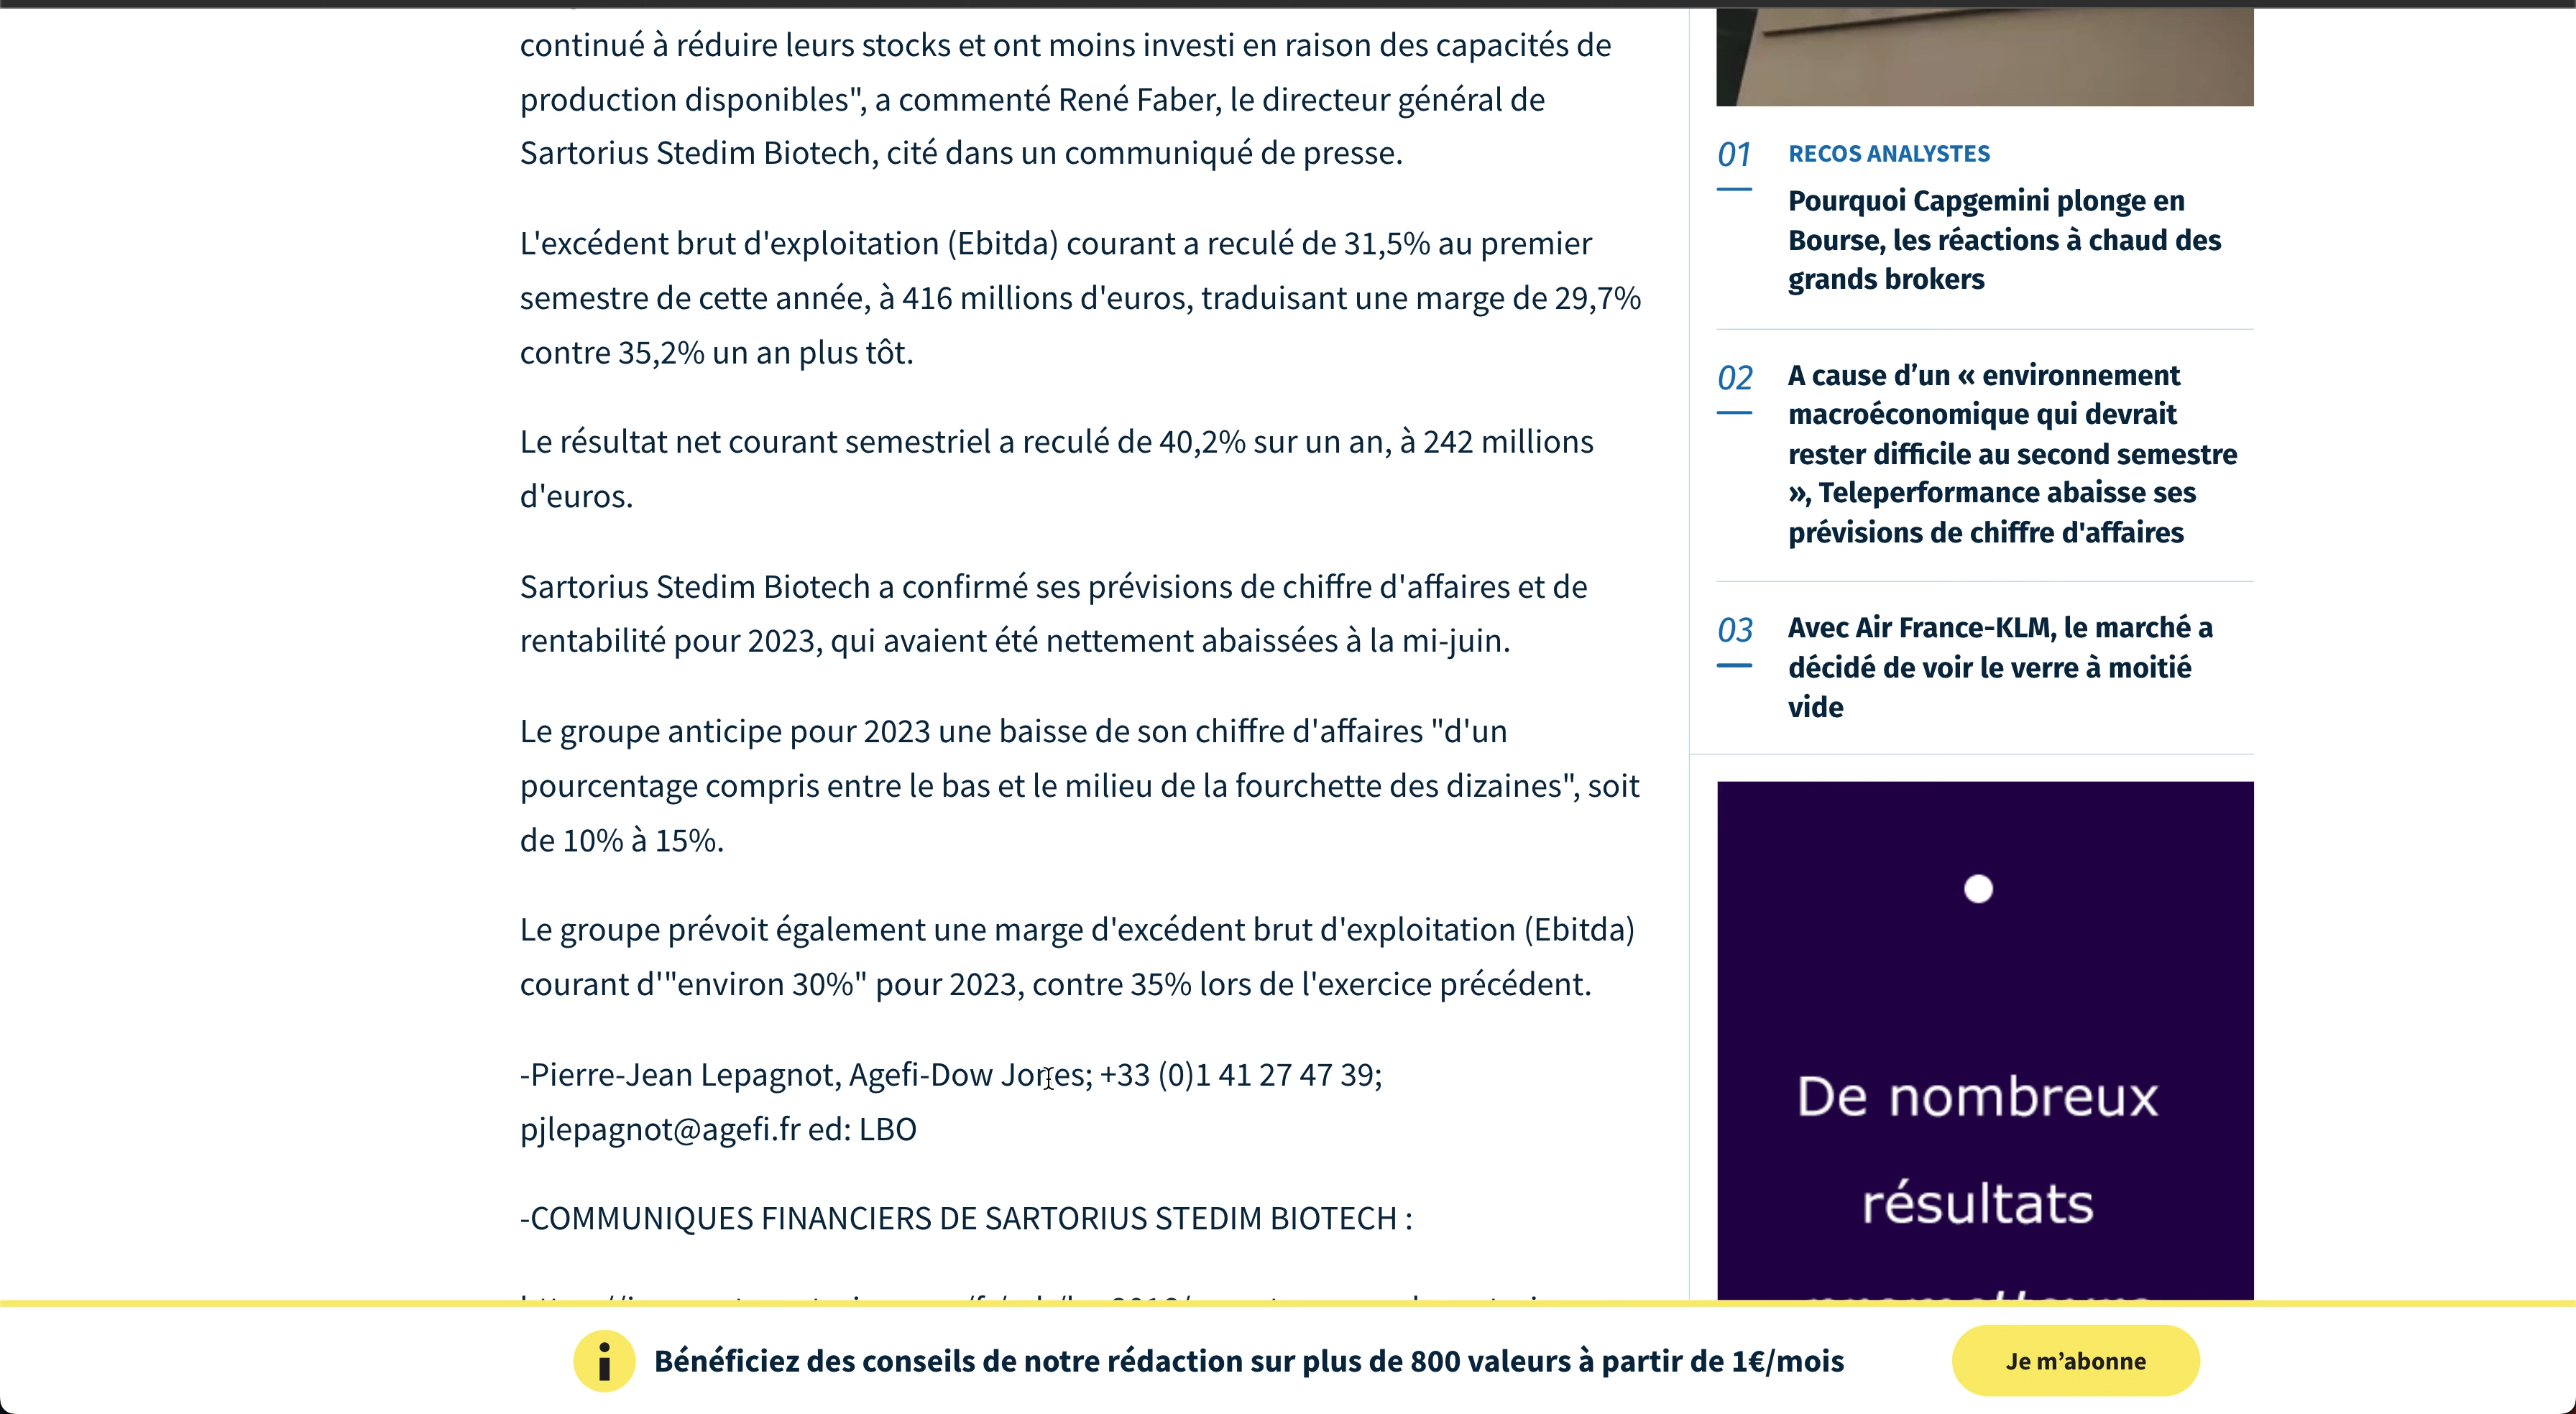 continué à réduire leurs stocks et ont moins investi en raison des capacités de
production disponibles", a commenté René Faber, le directeur général de
Sartorius Stedim Biotech, cité dans un communiqué de presse.
L'excédent brut d'exploitation (Ebitda) courant a reculé de 31,5% au premier
semestre de cette année, à 416 millions d'euros, traduisant une marge de 29,7%
contre 35,2% un an plus tôt.
Le résultat net courant semestriel a reculé de 40,2% sur un an, à 242 millions
d'euros.
Sartorius Stedim Biotech a confirmé ses prévisions de chiffre d'affaires et de
rentabilité pour 2023, qui avaient été nettement abaissées à la mi-juin.
Le groupe anticipe pour 2023 une baisse de son chiffre d'affaires "d'un
pourcentage compris entre le bas et le milieu de la fourchette des dizaines", soit
de 10% à 15%.
Le groupe prévoit également une marge d'excédent brut d'exploitation (Ebitda)
courant d'"environ 30%" pour 2023, contre 35% lors de l'exercice précédent.
-Pierre-Jean Lepagnot, Agefi-Dow Jones; +33 (0)1 41 27 47 39;
pjlepagnot@agefi.fr ed: LBO
-COMMUNIQUES FINANCIERS DE SARTORIUS STEDIM BIOTECH :
01
RECOS ANALYSTES
Pourquoi Capgemini plonge en
Bourse, les réactions à chaud des
grands brokers
02
A cause d’un « environnement
macroéconomique qui devrait
rester difficile au second semestre
», Teleperformance abaisse ses
prévisions de chiffre d'affaires
03
Avec Air France-KLM, le marché a
décidé de voir le verre à moitié
vide
De nombreux
résultats
Bénéficiez des conseils de notre rédaction sur plus de 800 valeurs à partir de 1€/mois
Je m’abonne